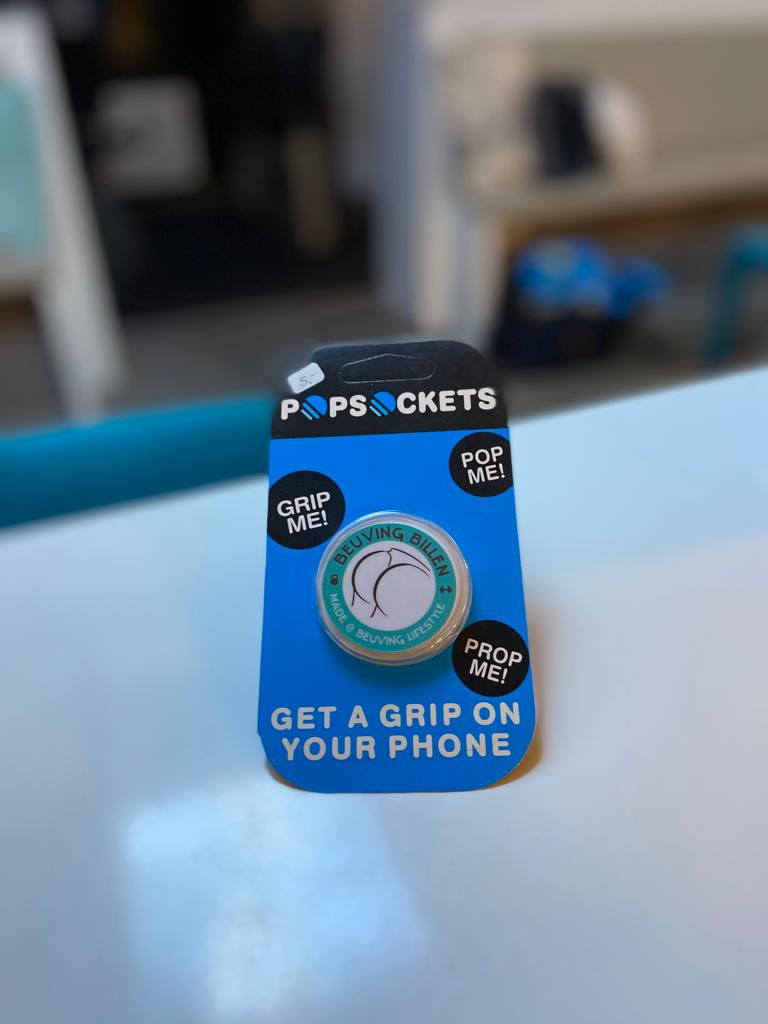 5,-
POPSOCKETS
POP
ME!
GRIP
ME!
BEUVING BILLEN
MADE @ BEUVING LIFESTYLE
PROP
ME!
GET A GRIP ON
YOUR PHONE